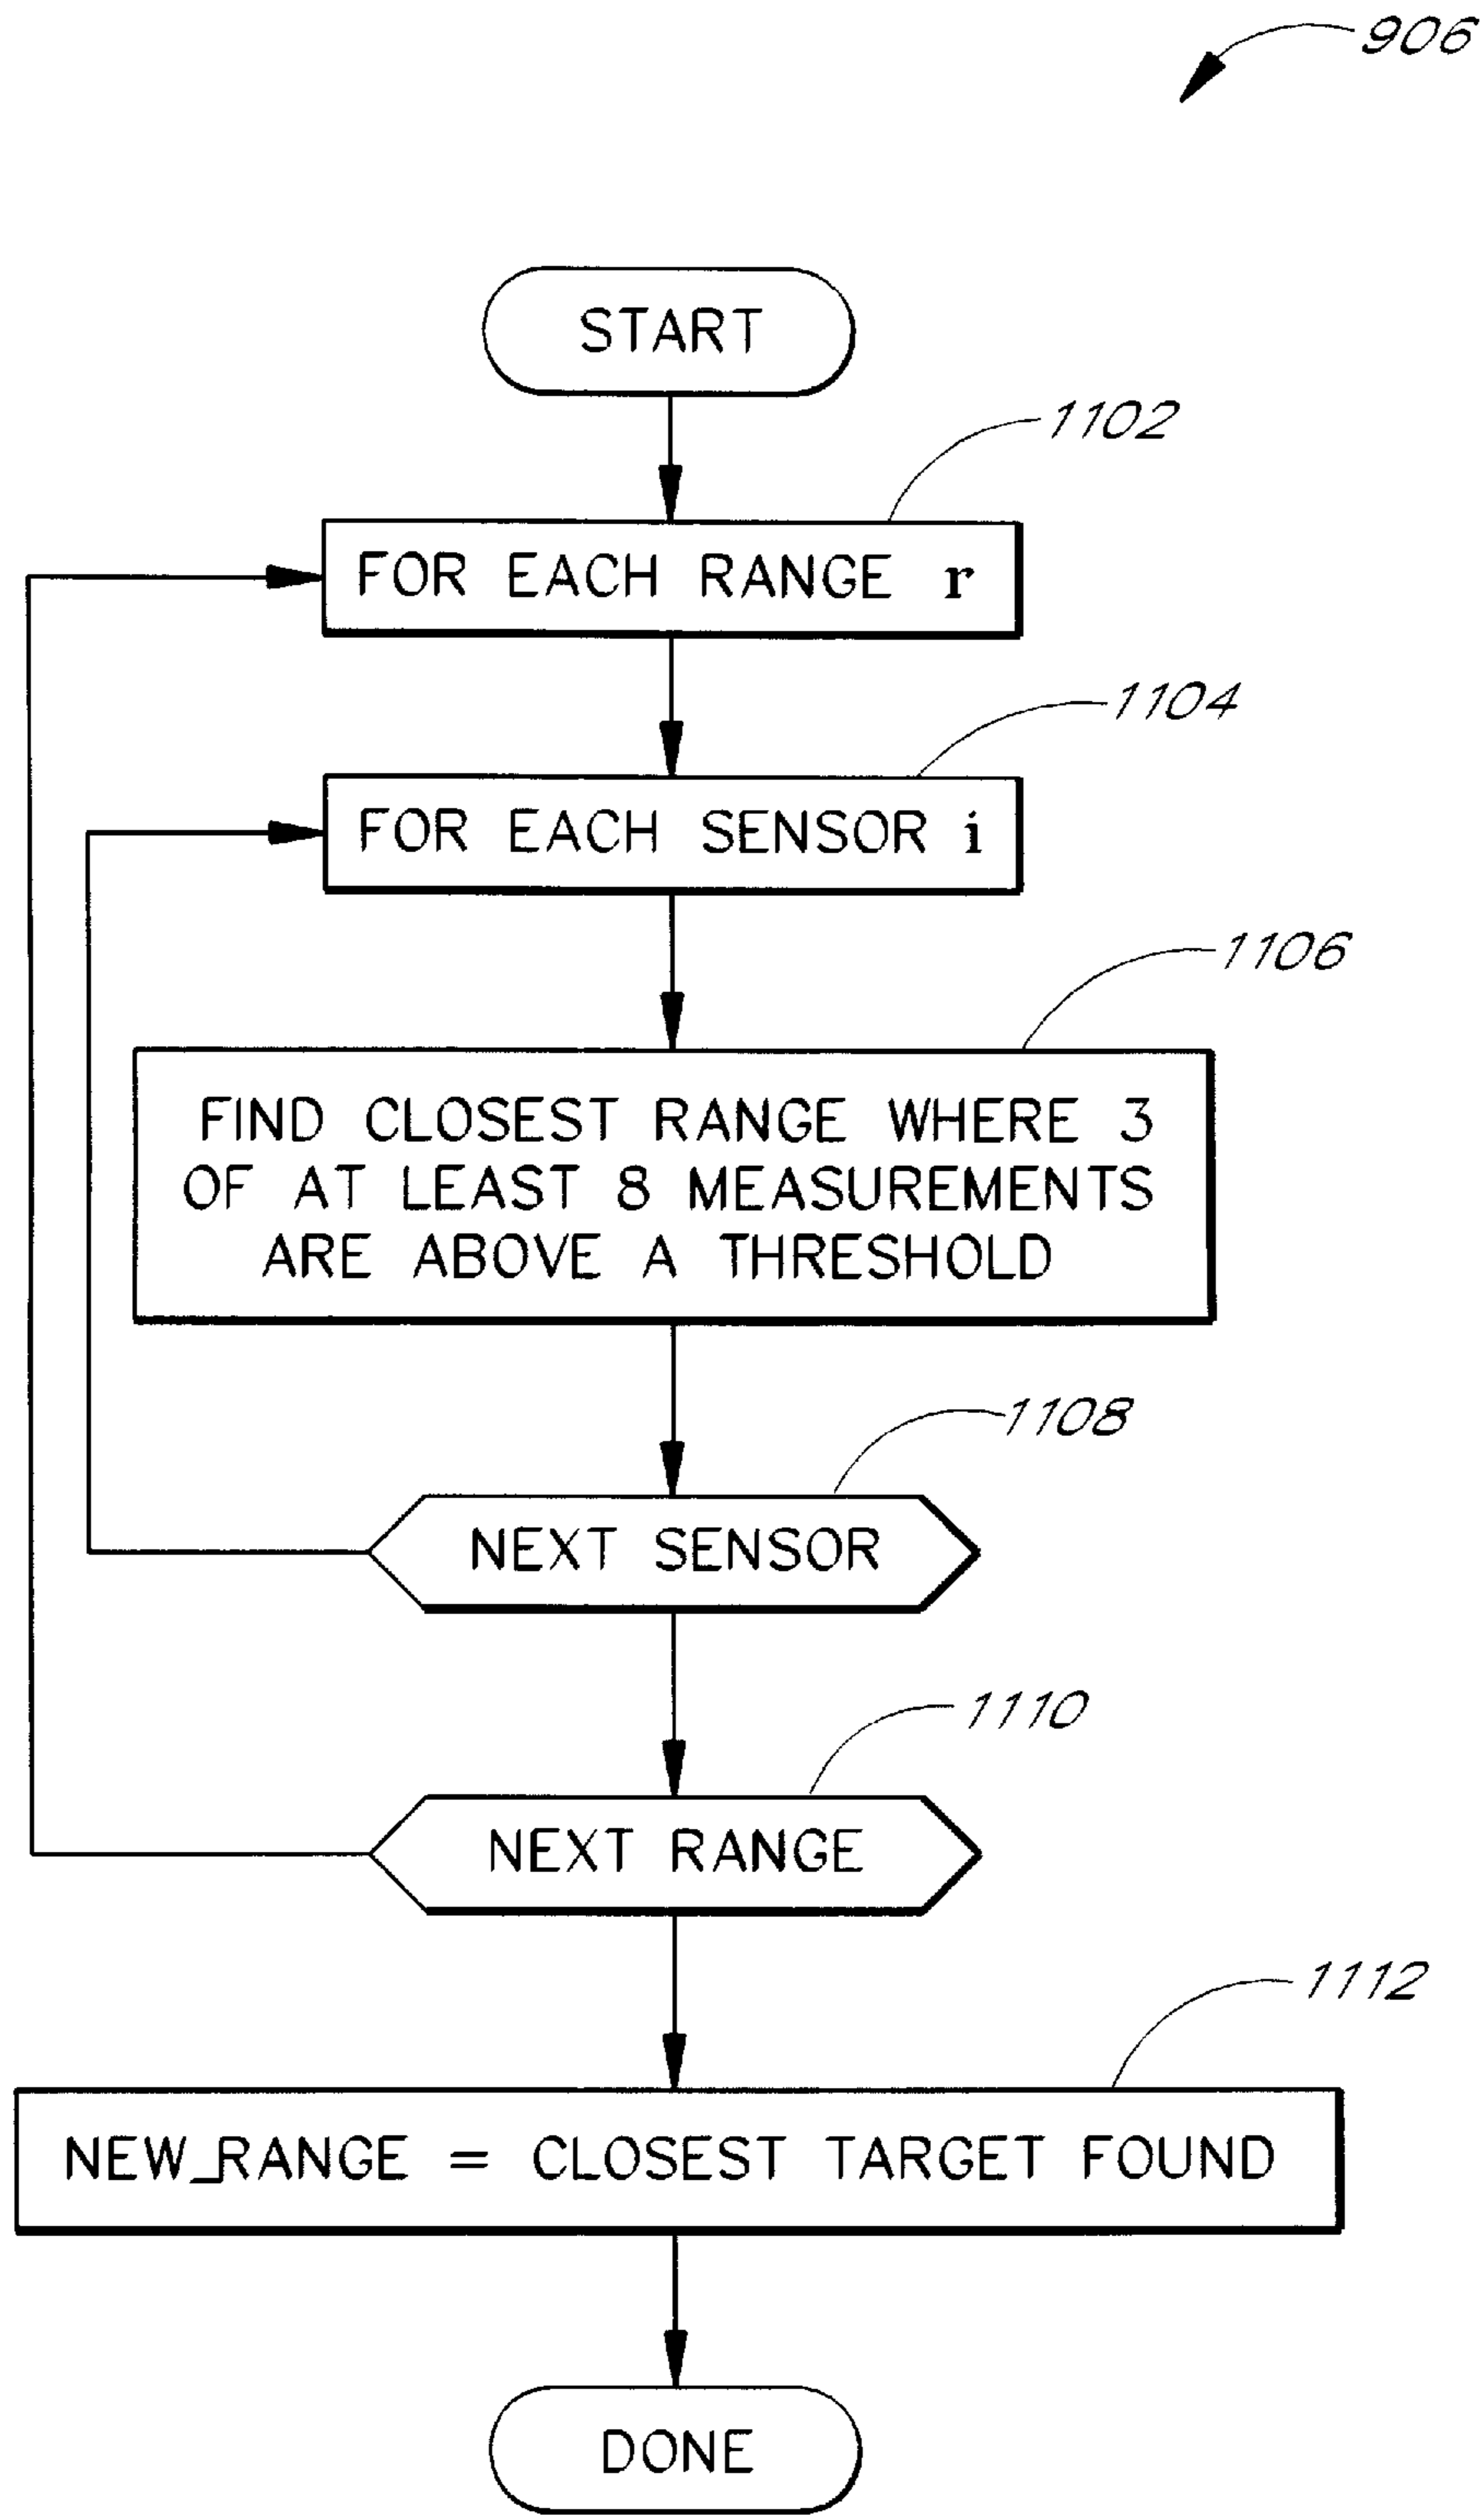 906
START
1102
FOR EACH RANGE r
1104
FOR EACH SENSOR i
1106
FIND CLOSEST RANGE WHERE 3
OF AT LEAST 8 MEASUREMENTS
ARE ABOVE A THRESHOLD
1108
NEXT SENSOR
1110
NEXT RANGE
1112
NEW_RANGE = CLOSEST TARGET FOUND
DONE